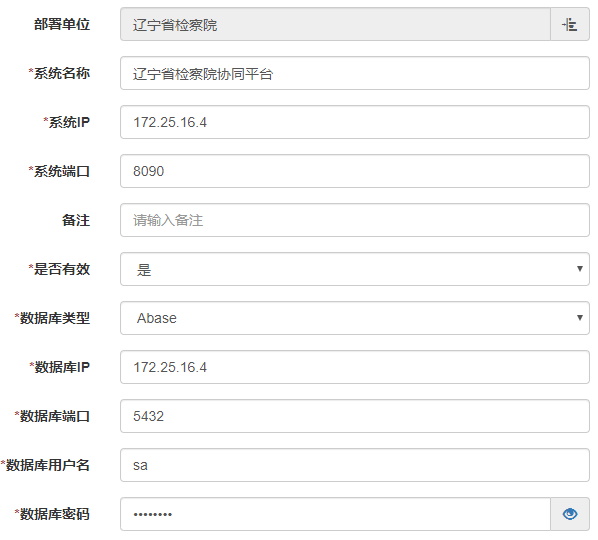 部署单位 辽宁省检察院
*系统名称 辽宁省检察院协同平台
*系统IP 172.25.16.4
*系统端口 8090
备注 请输入备注
*是否有效 是
*数据库类型 Abase
*数据库IP 172.25.16.4
*数据库端口 5432
*数据库用户名 sa
*数据库密码 ••••••••